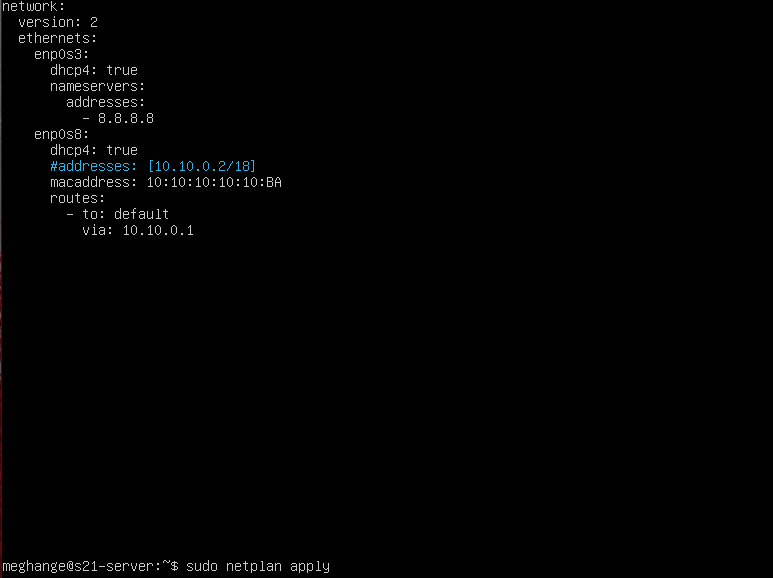 network:
  version: 2
  ethernets:
    enp0s3:
      dhcp4: true
      nameservers:
        addresses:
          - 8.8.8.8
    enp0s8:
      dhcp4: true
      #addresses: [10.10.0.2/18]
      macaddress: 10:10:10:10:10:BA
      routes:
        - to: default
          via: 10.10.0.1
meghange@s21-server:~$ sudo netplan apply